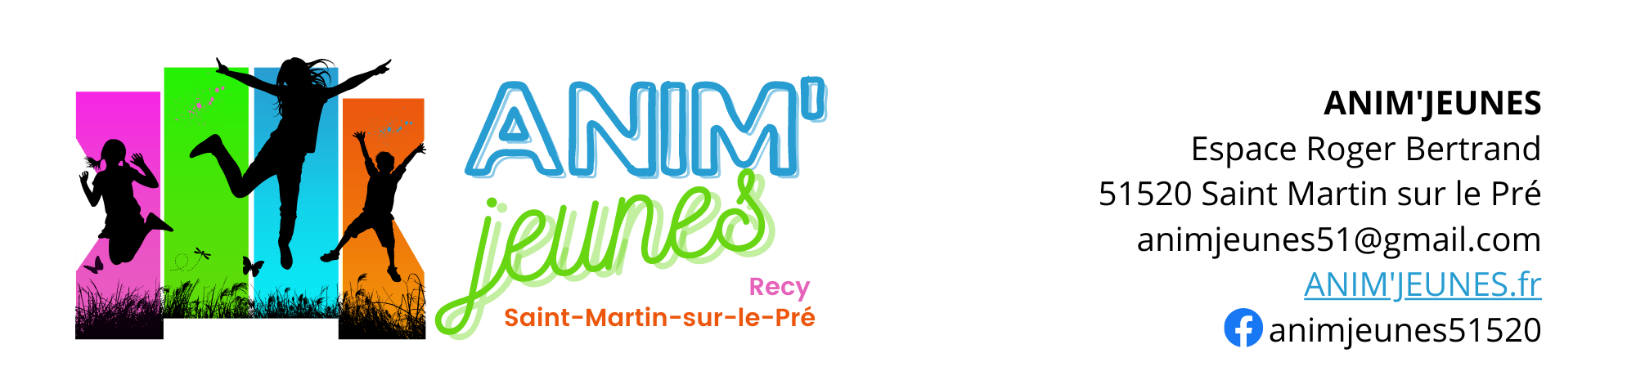 ANIM'
jeunes
Recy
Saint-Martin-sur-le-Pré
ANIM'JEUNES
Espace Roger Bertrand
51520 Saint Martin sur le Pré
animjeunes51@gmail.com
ANIM'JEUNES.fr
animjeunes51520